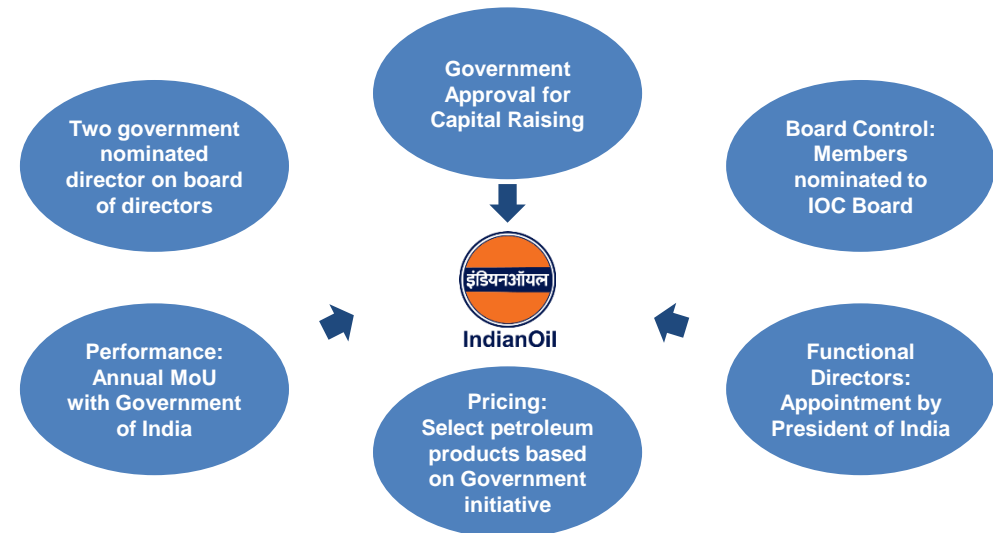 Government
Approval for
Capital Raising
Two government
nominated
director on board
of directors
Board Control:
Members
nominated to
IOC Board
इंडियनऑयल
IndianOil
Performance:
Annual MoU
with Government
of India
Pricing:
Select petroleum
products based
on Government
initiative
Functional
Directors:
Appointment by
President of India